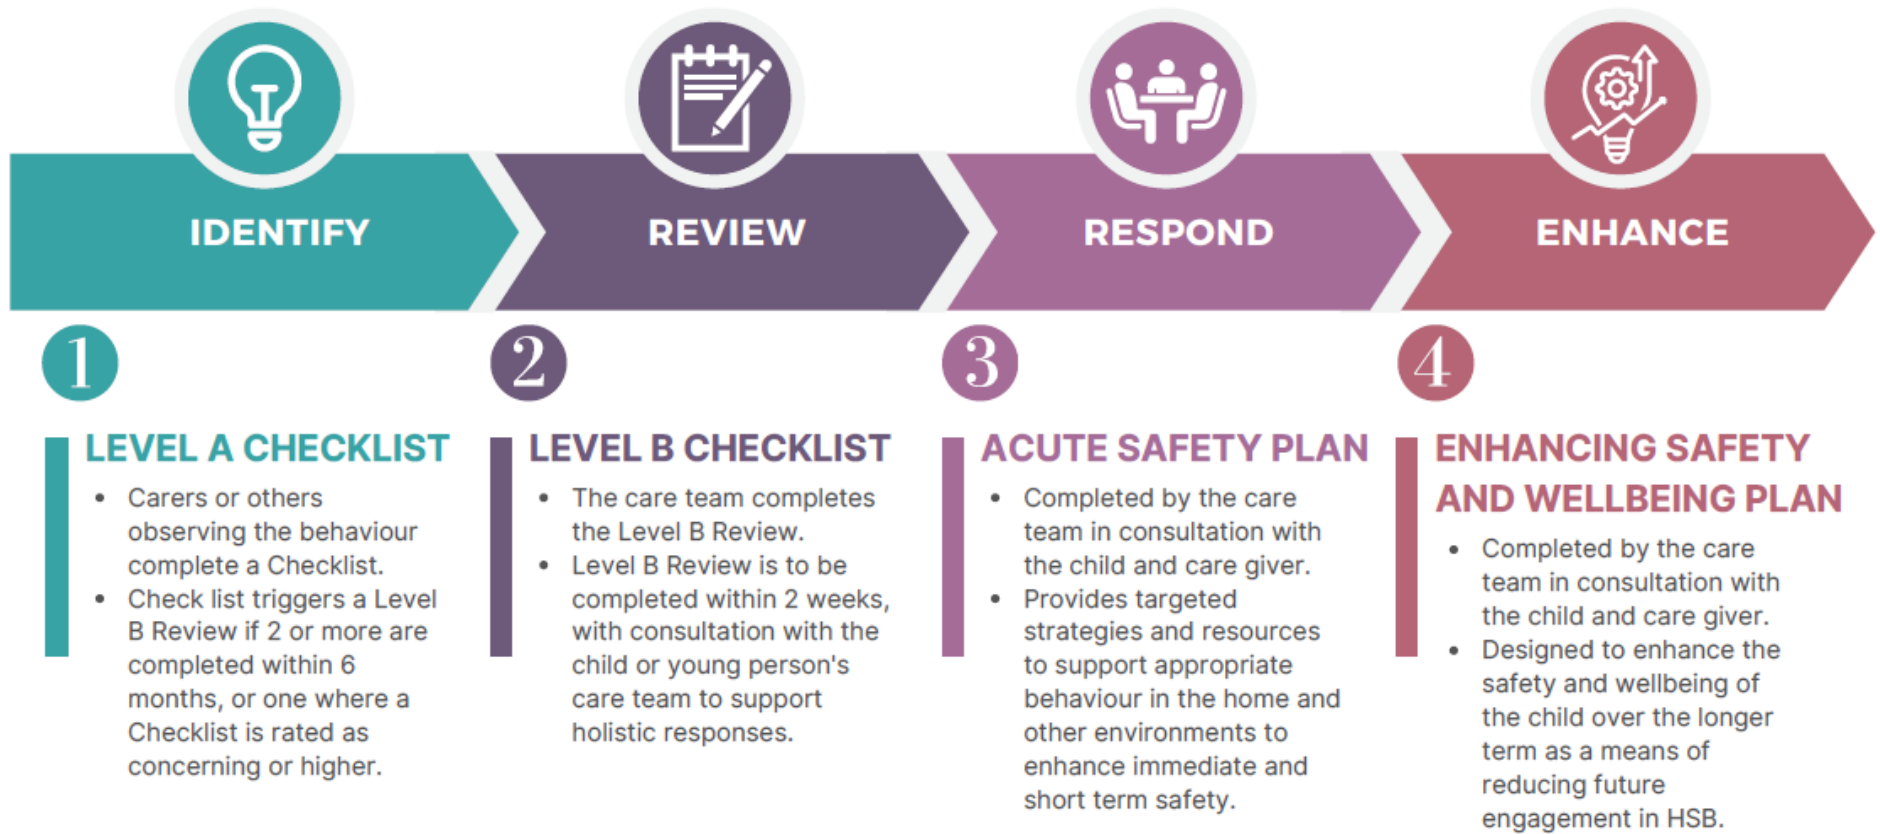 IDENTIFY
REVIEW
RESPOND
ENHANCE
1
LEVEL A CHECKLIST
• Carers or others
observing the behaviour
complete a Checklist.
• Check list triggers a Level
B Review if 2 or more are
completed within 6
months, or one where a
Checklist is rated as
concerning or higher.
2
LEVEL B CHECKLIST
• The care team completes
the Level B Review.
• Level B Review is to be
completed within 2 weeks,
with consultation with the
child or young person's
care team to support
holistic responses.
3
ACUTE SAFETY PLAN
• Completed by the care
team in consultation with
the child and care giver.
• Provides targeted
strategies and resources
to support appropriate
behaviour in the home and
other environments to
enhance immediate and
short term safety.
4
ENHANCING SAFETY
AND WELLBEING PLAN
• Completed by the care
team in consultation with
the child and care giver.
• Designed to enhance the
safety and wellbeing of
the child over the longer
term as a means of
reducing future
engagement in HSB.